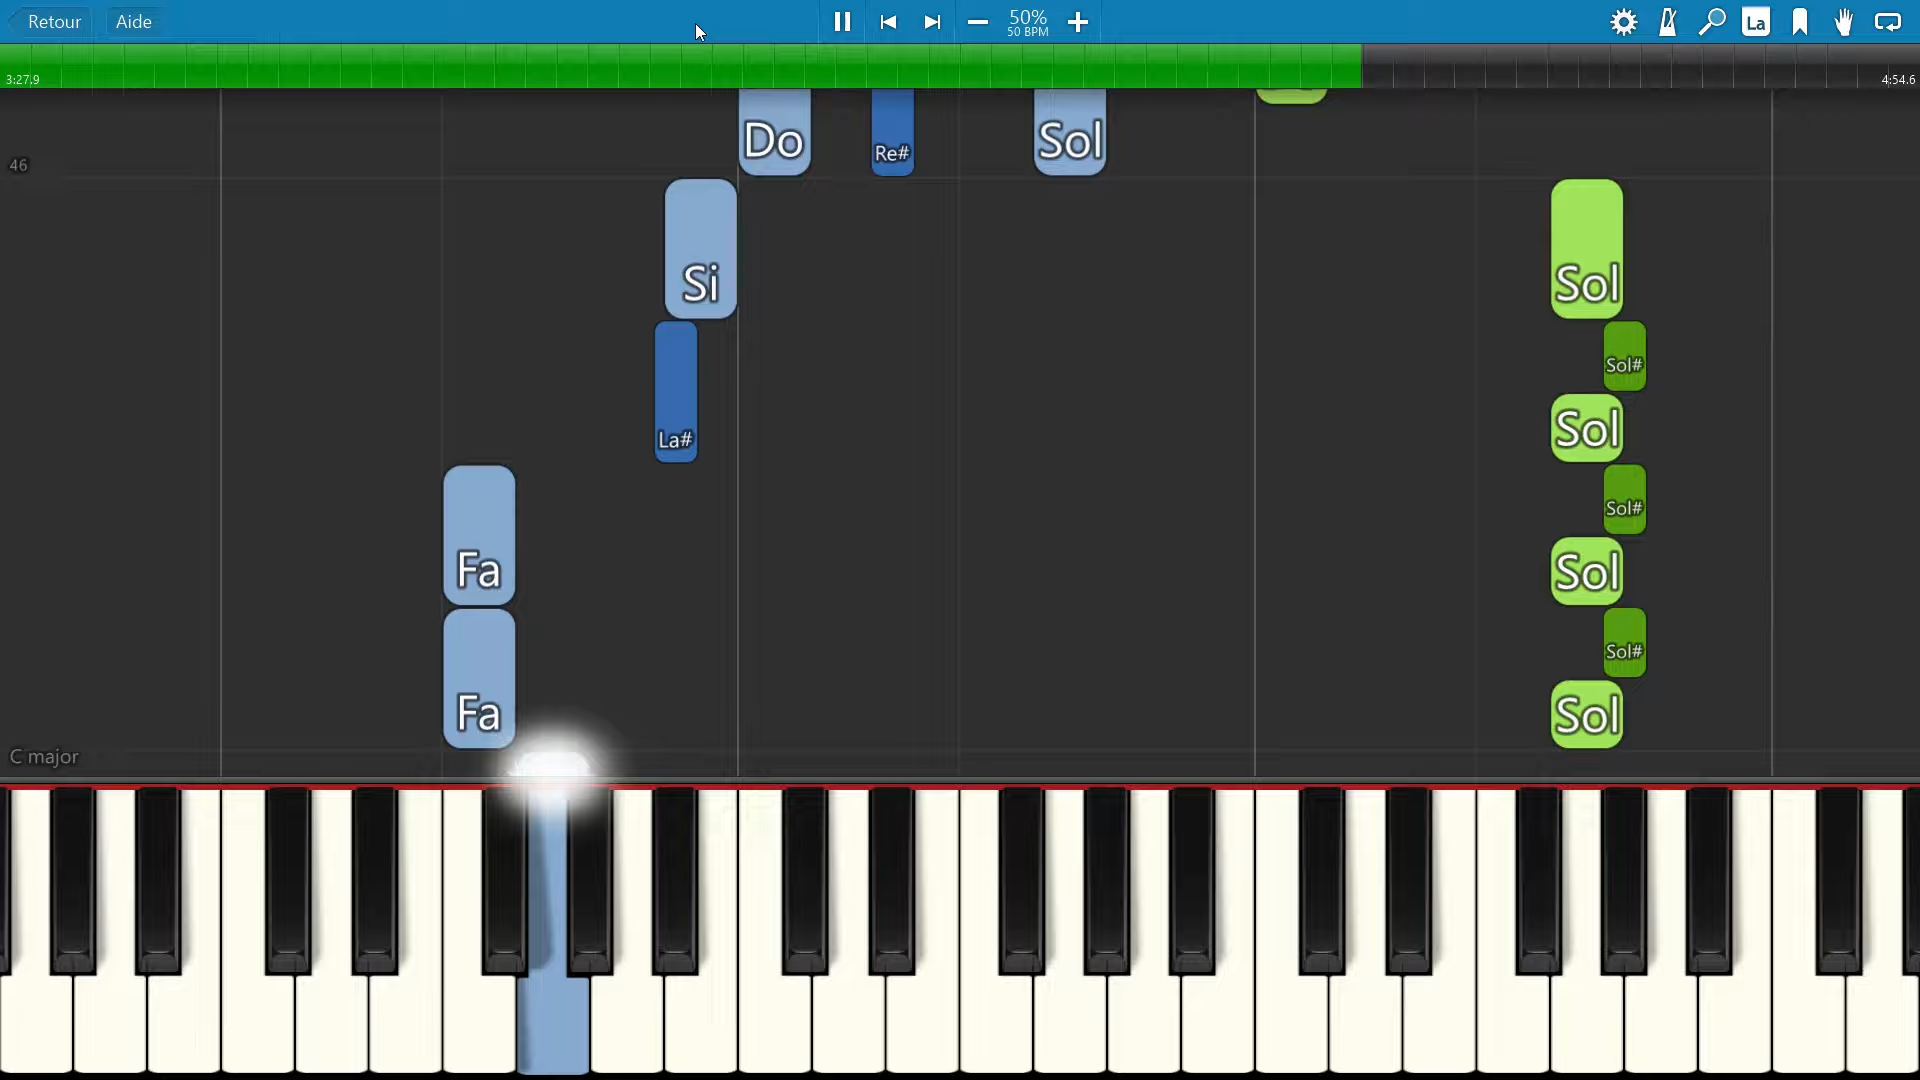 Retour
Aide
50%
50 BPM
La
3:27.9
4:54.6
Do
Re#
Sol
46
Si
Sol
Sol#
La#
Sol
Sol#
Fa
Sol
Sol#
Fa
Sol
C major